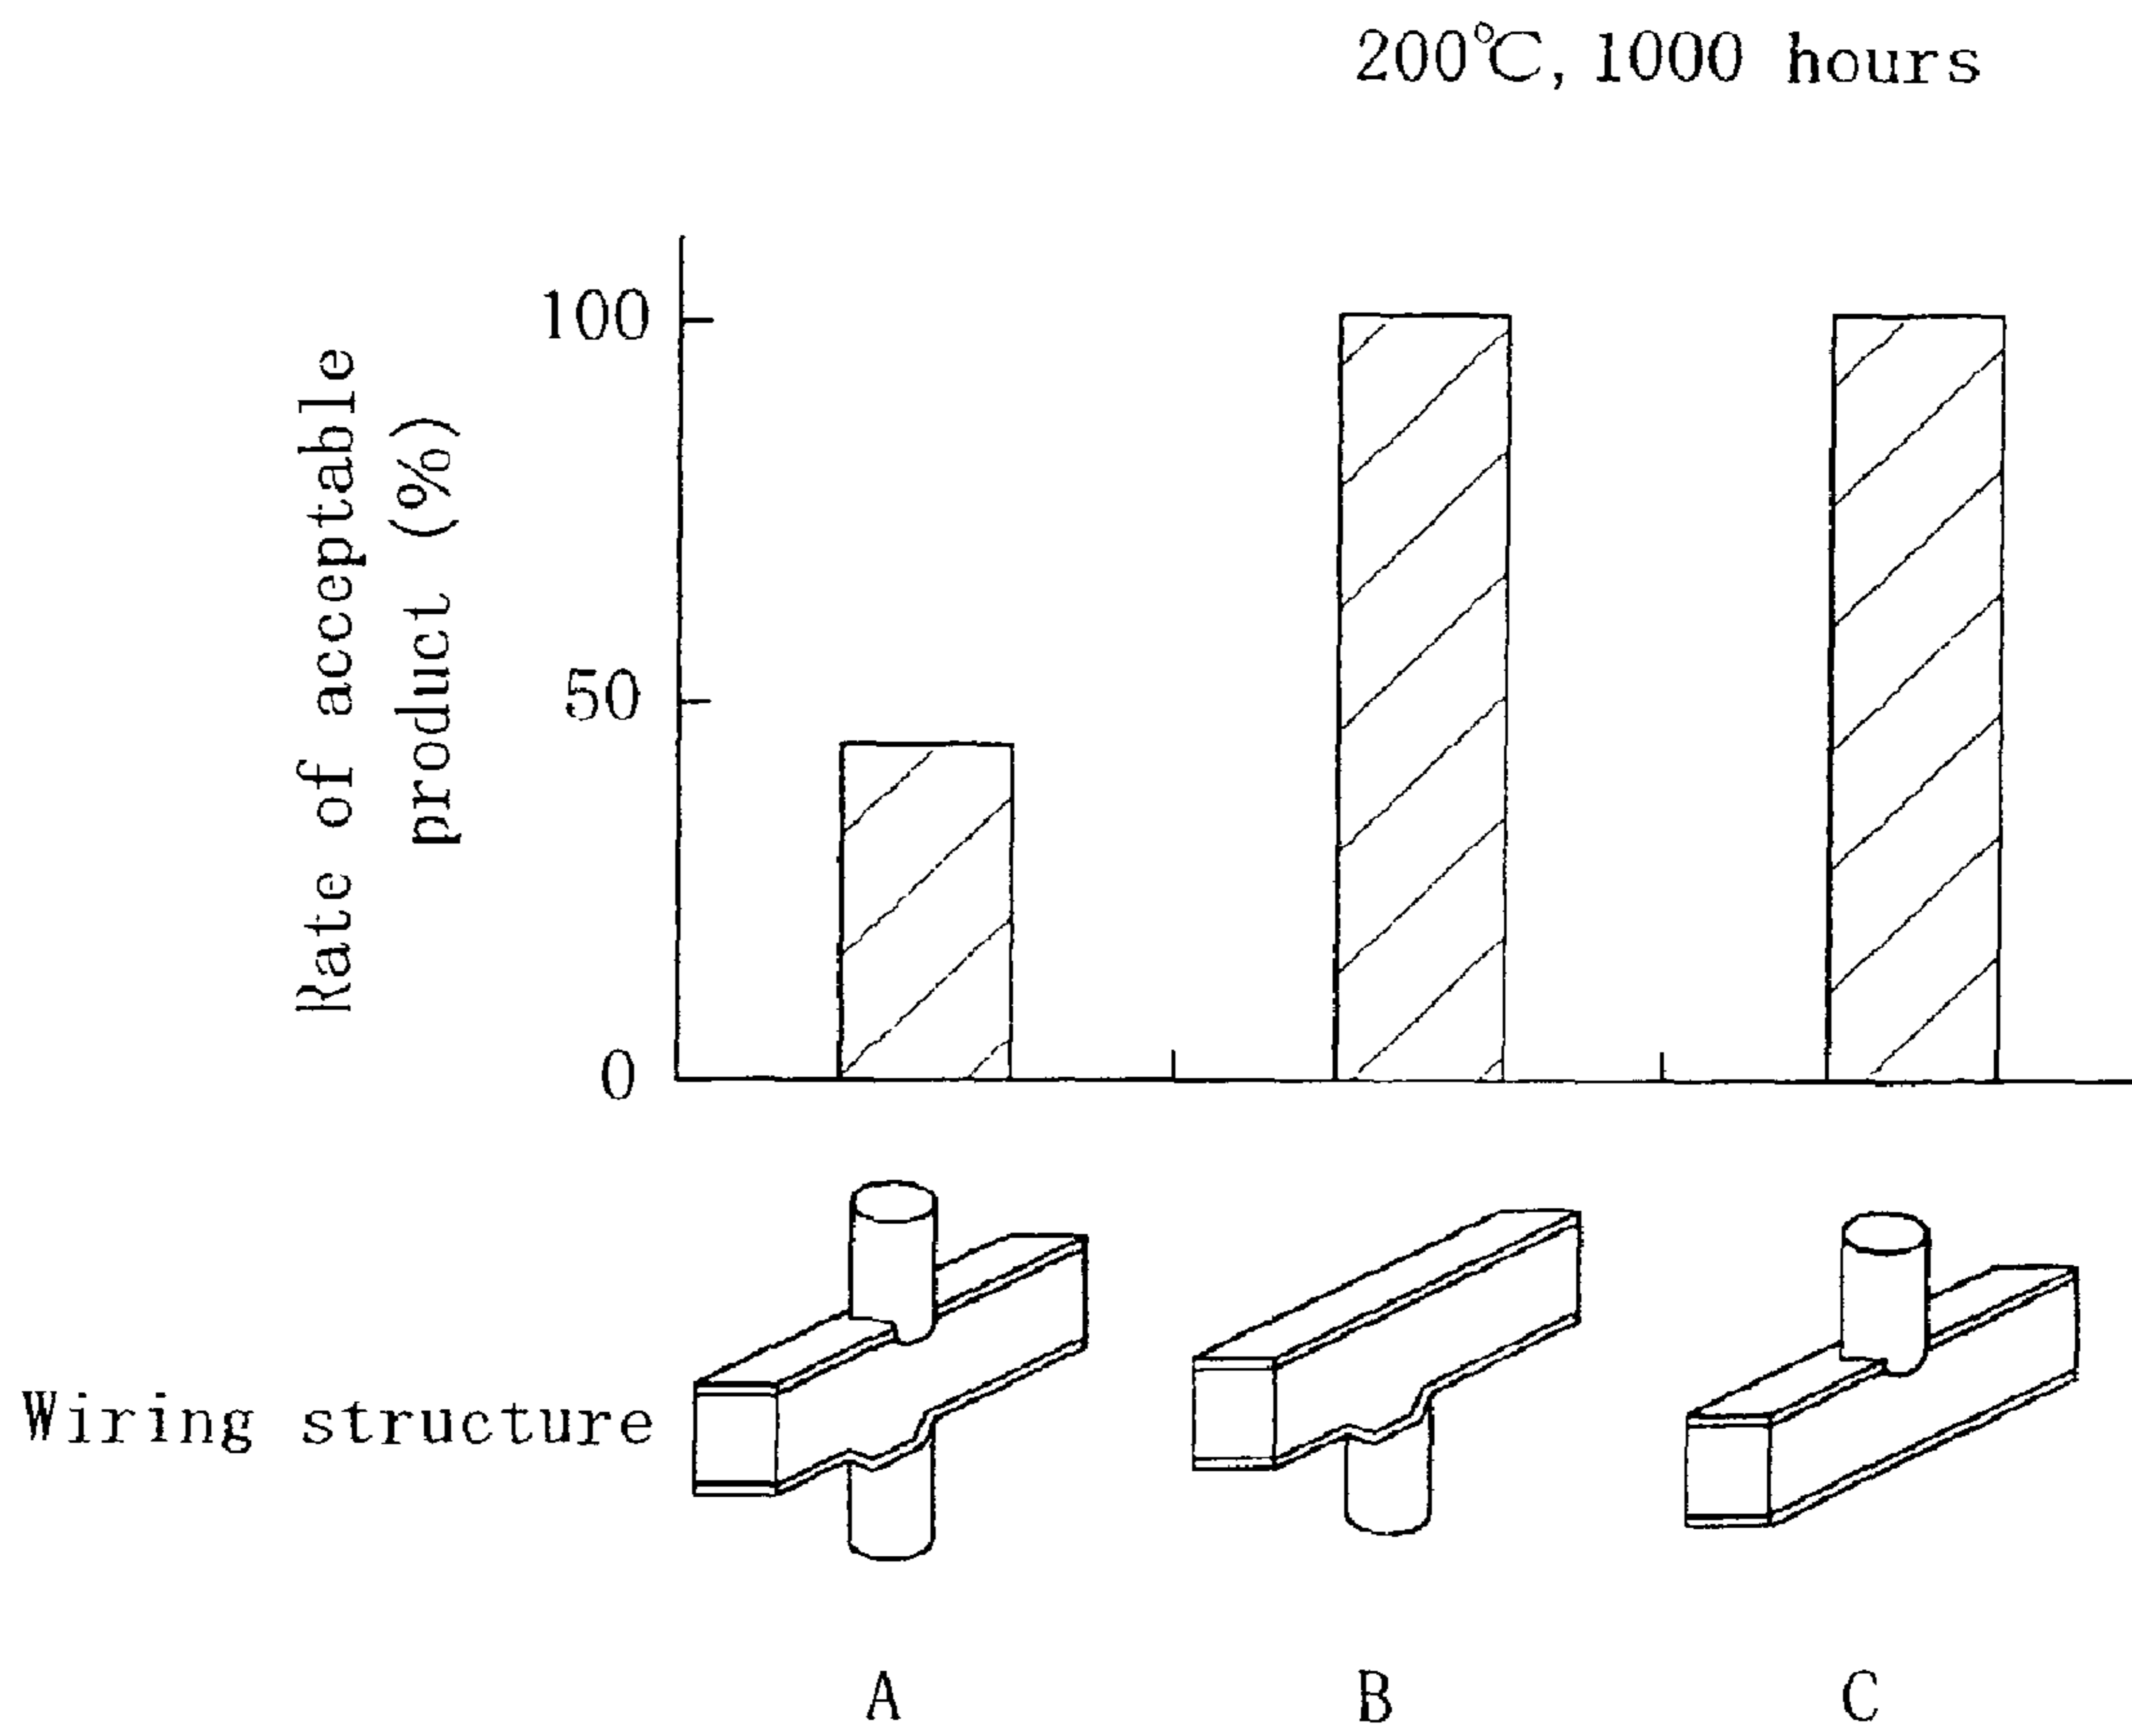 200℃, 1000 hours
Rate of acceptable
product (%)
100
50
0
Wiring structure
A
B
C